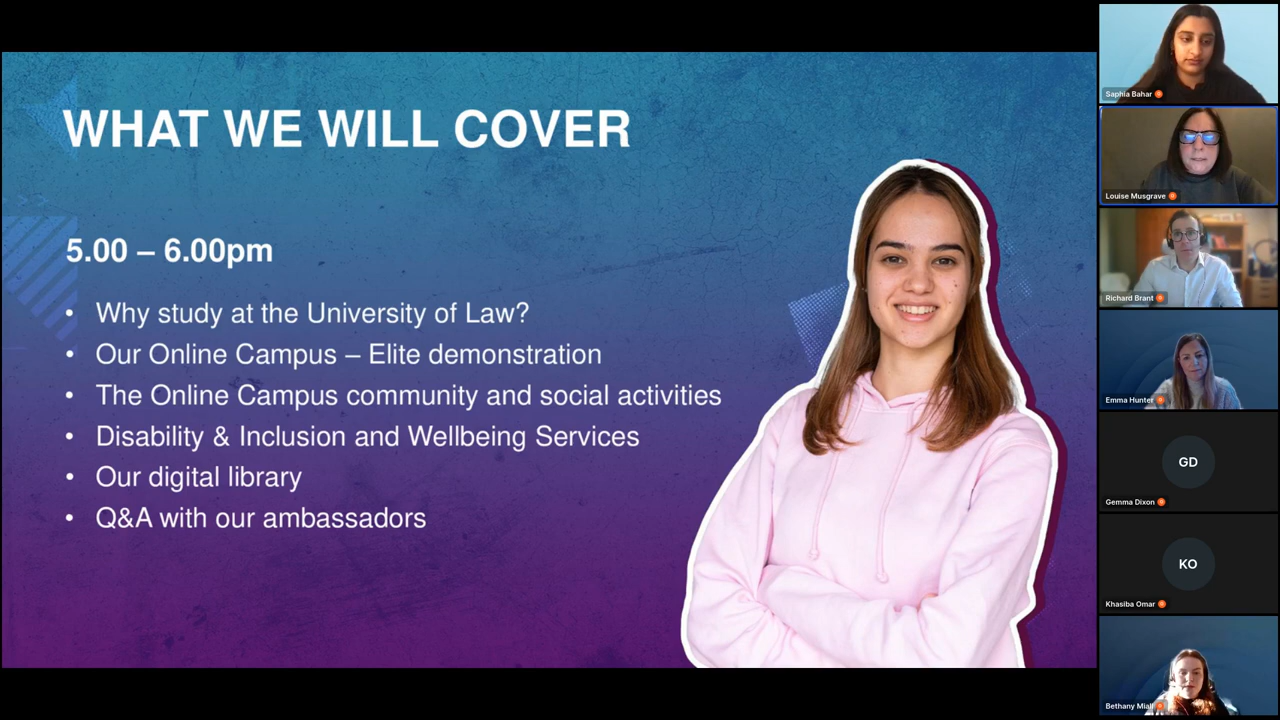 WHAT WE WILL COVER
5.00 – 6.00pm
• Why study at the University of Law?
• Our Online Campus – Elite demonstration
• The Online Campus community and social activities
• Disability & Inclusion and Wellbeing Services
• Our digital library
• Q&A with our ambassadors
Saphia Bahar
Louise Musgrave
Richard Brant
Emma Hunter
GD
Gemma Dixon
KO
Khasiba Omar
Bethany Miall